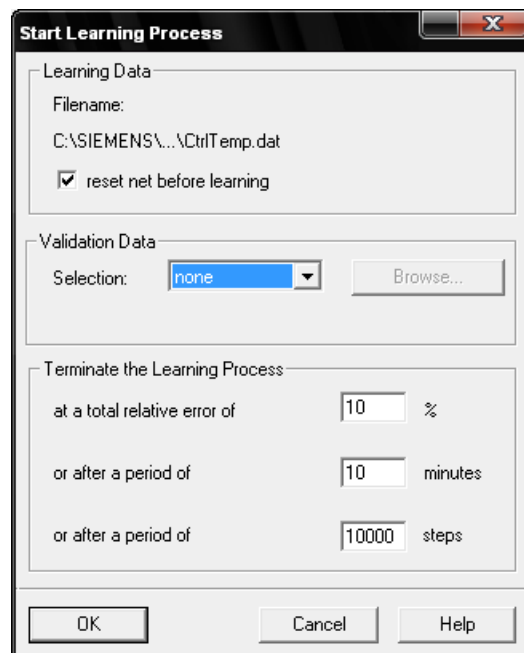 Start Learning Process
Learning Data
Filename:
C:\SIEMENS\...\CtrlTemp.dat
reset net before learning
Validation Data
Selection: none Browse...
Terminate the Learning Process
at a total relative error of 10 %
or after a period of 10 minutes
or after a period of 10000 steps
OK Cancel Help